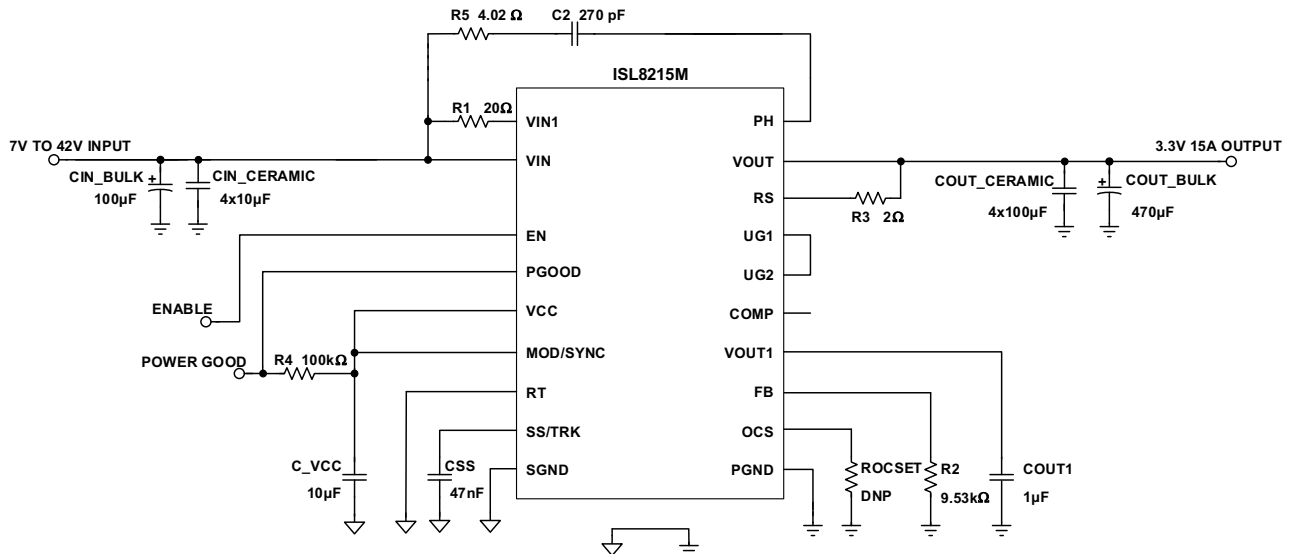 R5 4.02 Ω
C2 270 pF
ISL8215M
R1 20Ω
VIN1
PH
7V TO 42V INPUT
VIN
VOUT
3.3V 15A OUTPUT
CIN_BULK
+
100µF
CIN_CERAMIC
4x10µF
RS
R3 2Ω
COUT_CERAMIC
4x100µF
+
COUT_BULK
470µF
EN
UG1
PGOOD
UG2
ENABLE
VCC
COMP
POWER GOOD
R4 100kΩ
MOD/SYNC
VOUT1
RT
FB
SS/TRK
OCS
C_VCC
10µF
CSS
47nF
SGND
PGND
ROCSET
DNP
R2
9.53kΩ
COUT1
1µF